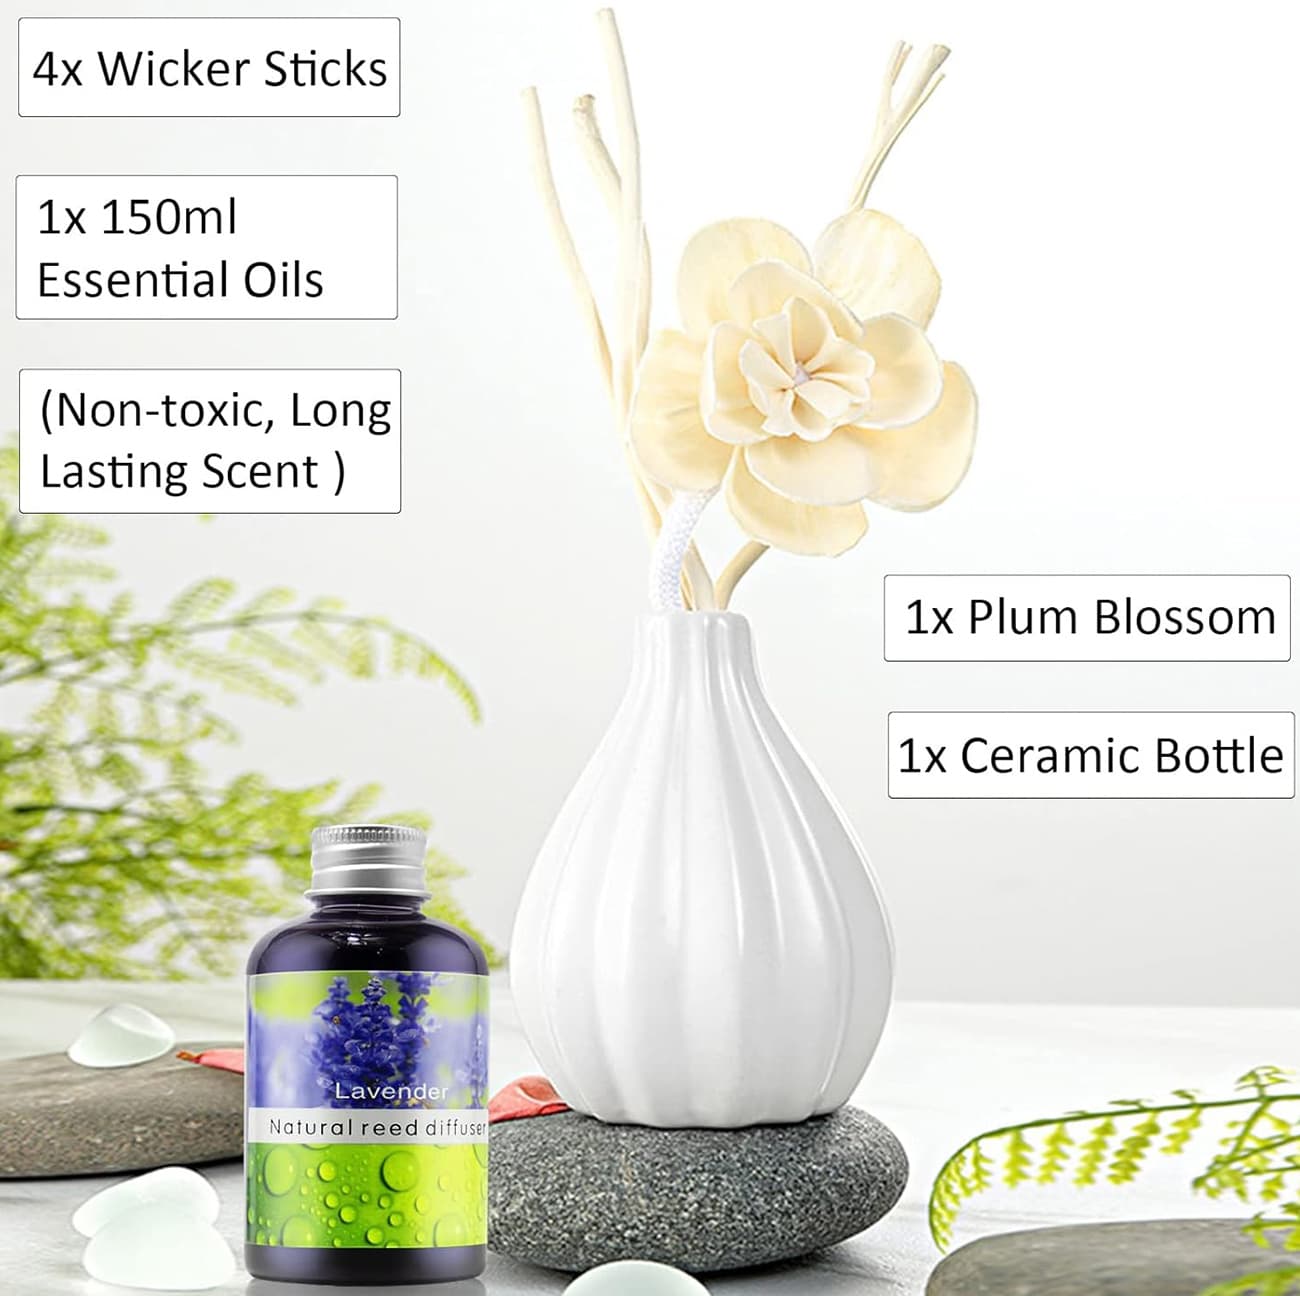 4x Wicker Sticks
1x 150ml
Essential Oils
(Non-toxic, Long
Lasting Scent )
1x Plum Blossom
1x Ceramic Bottle
Lavender
Natural reed diffuser